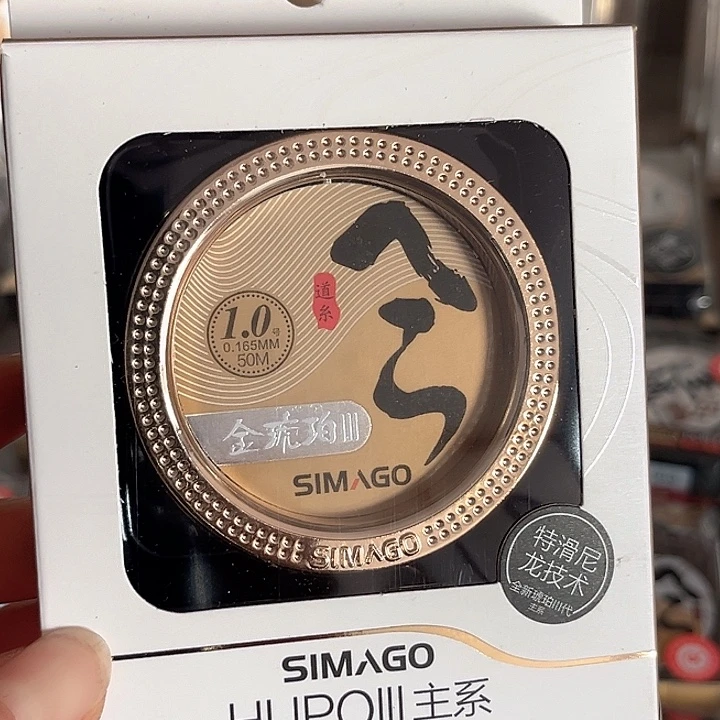 道糸
1.0号
0.165MM
50M
全琥珀III
SIMAGO
SIMAGO
特滑尼
龙技术
全新琥珀III代
主系
SIMAGO
HUPOIII主系